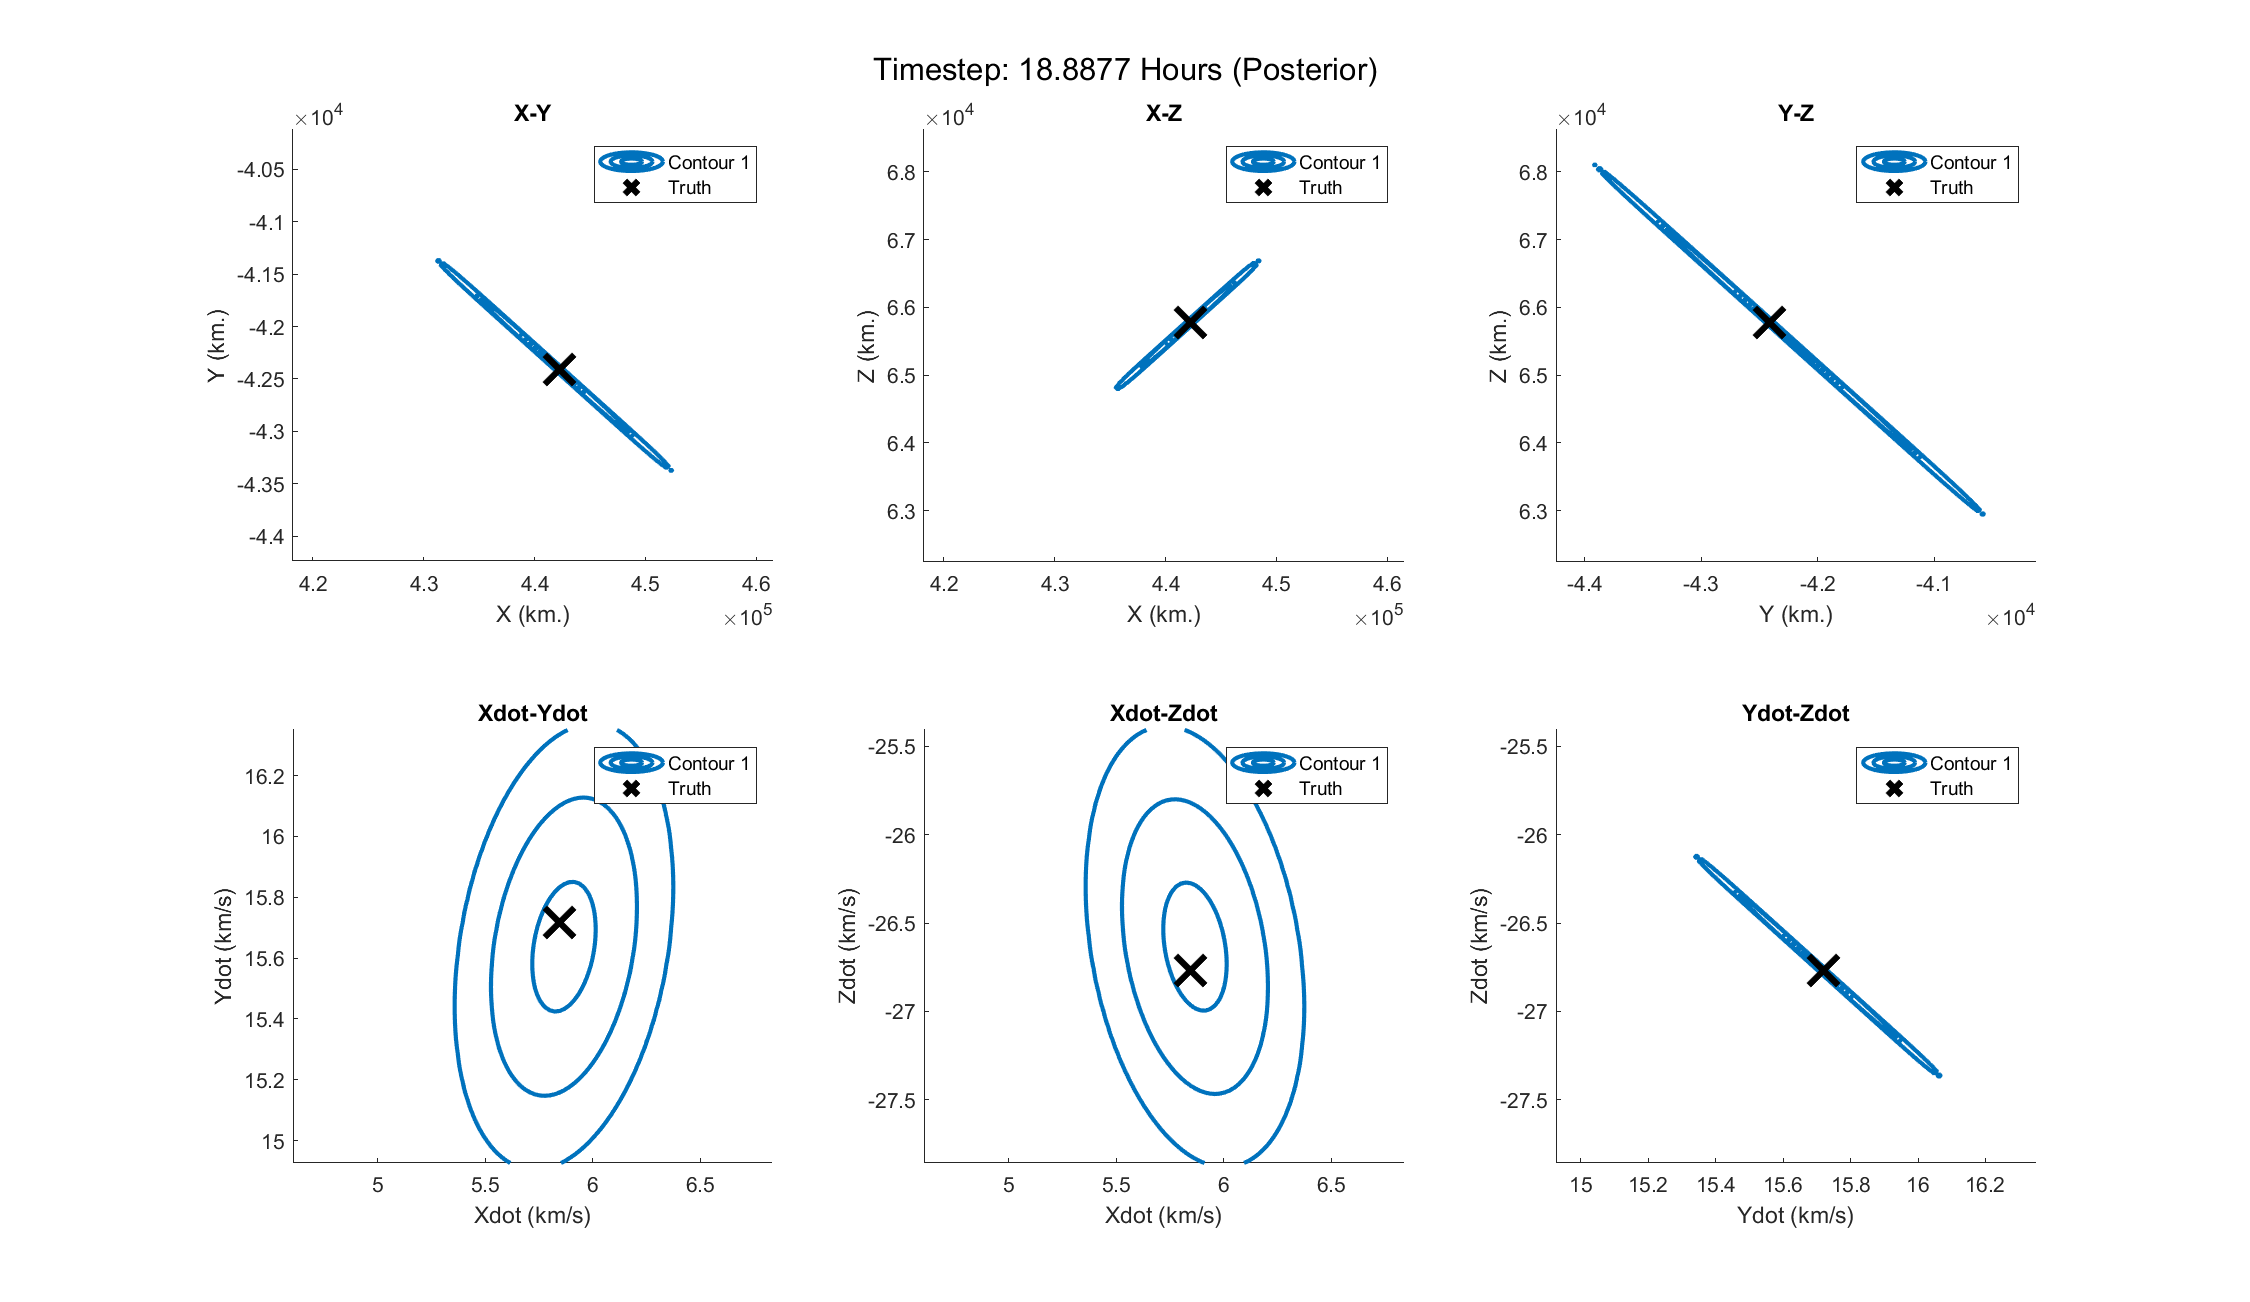 Timestep: 18.8877 Hours (Posterior)
X-Y
×10^4
-4.05
-4.1
-4.15
-4.2
-4.25
-4.3
-4.35
-4.4
Y (km.)
4.2 4.3 4.4 4.5 4.6
X (km.)
×10^5
Contour 1
Truth
X-Z
×10^4
6.8
6.7
6.6
6.5
6.4
6.3
Z (km.)
4.2 4.3 4.4 4.5 4.6
X (km.)
×10^5
Contour 1
Truth
Y-Z
×10^4
6.8
6.7
6.6
6.5
6.4
6.3
Z (km.)
-4.4 -4.3 -4.2 -4.1
Y (km.)
×10^4
Contour 1
Truth
Xdot-Ydot
16.2
16
15.8
15.6
15.4
15.2
15
Ydot (km/s)
5 5.5 6 6.5
Xdot (km/s)
Contour 1
Truth
Xdot-Zdot
-25.5
-26
-26.5
-27
-27.5
Zdot (km/s)
5 5.5 6 6.5
Xdot (km/s)
Contour 1
Truth
Ydot-Zdot
-25.5
-26
-26.5
-27
-27.5
Zdot (km/s)
15 15.2 15.4 15.6 15.8 16 16.2
Ydot (km/s)
Contour 1
Truth